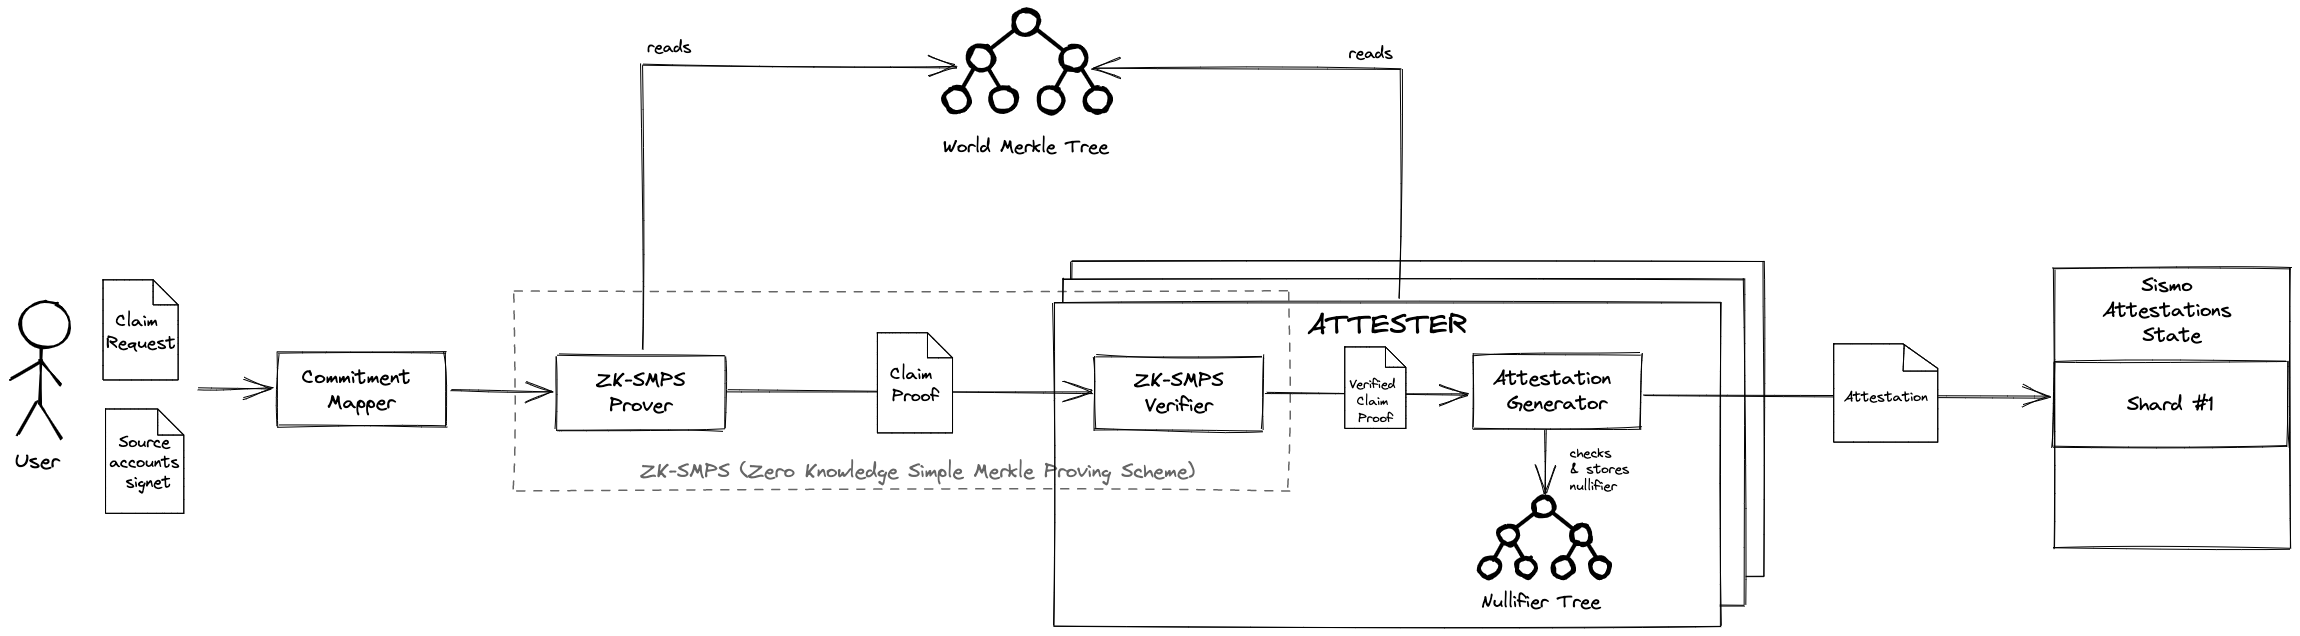 reads
reads
World Merkle Tree
Claim
Request
Source
accounts
signet
User
Commitment
Mapper
ZK-SMPS
Prover
Claim
Proof
ZK-SMPS (Zero Knowledge Simple Merkle Proving Scheme)
ATTESTER
ZK-SMPS
Verifier
Verified
Claim
Proof
Attestation
Generator
checks
& stores
nullifier
Nullifier Tree
Attestation
Sismo
Attestations
State
Shard #1